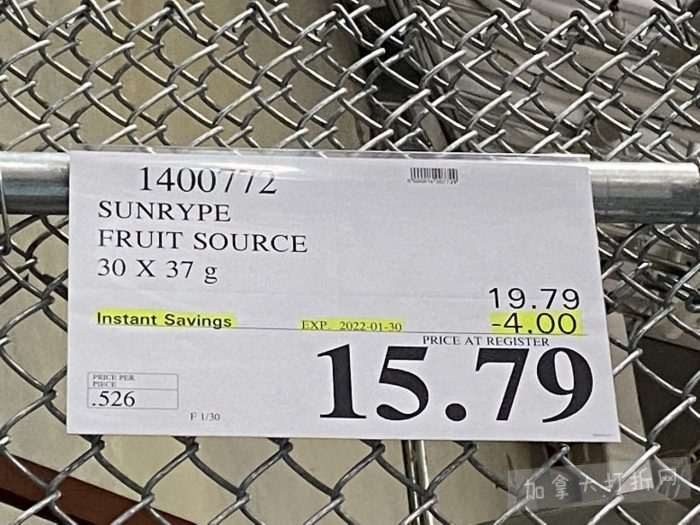 1400772
SUNRYPE
FRUIT SOURCE
30 X 37 g
19.79
Instant Savings EXP. 2022-01-30 -4.00
PRICE AT REGISTER
15.79
PRICE PER
PIECE
.526
F 1/30
加拿大打折网